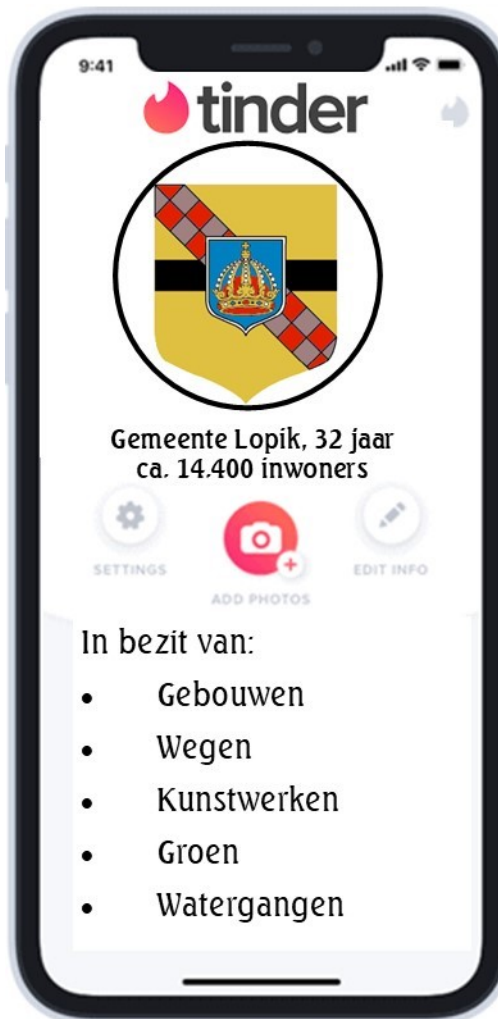 9:41
tinder
Gemeente Lopik, 32 jaar
ca. 14.400 inwoners
SETTINGS
ADD PHOTOS
EDIT INFO
In bezit van:
• Gebouwen
• Wegen
• Kunstwerken
• Groen
• Watergangen